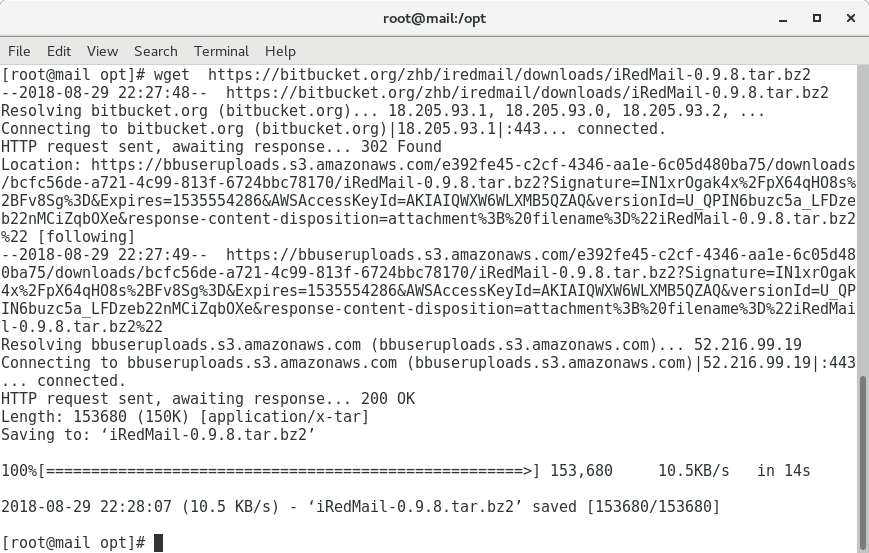 root@mail:/opt
File Edit View Search Terminal Help
[root@mail opt]# wget  https://bitbucket.org/zhb/iredmail/downloads/iRedMail-0.9.8.tar.bz2
--2018-08-29 22:27:48--  https://bitbucket.org/zhb/iredmail/downloads/iRedMail-0.9.8.tar.bz2
Resolving bitbucket.org (bitbucket.org)... 18.205.93.1, 18.205.93.0, 18.205.93.2, ...
Connecting to bitbucket.org (bitbucket.org)|18.205.93.1|:443... connected.
HTTP request sent, awaiting response... 302 Found
Location: https://bbuseruploads.s3.amazonaws.com/e392fe45-c2cf-4346-aa1e-6c05d480ba75/downloads
/bcfc56de-a721-4c99-813f-6724bbc78170/iRedMail-0.9.8.tar.bz2?Signature=IN1xrOgak4x%2FpX64qHO8s%
2BFv8Sg%3D&Expires=1535554286&AWSAccessKeyId=AKIAIQWXW6WLXMB5QZAQ&versionId=U_QPIN6buzc5a_LFDze
b22nMCiZqbOXe&response-content-disposition=attachment%3B%20filename%3D%22iRedMail-0.9.8.tar.bz2
%22 [following]
--2018-08-29 22:27:49--  https://bbuseruploads.s3.amazonaws.com/e392fe45-c2cf-4346-aa1e-6c05d48
0ba75/downloads/bcfc56de-a721-4c99-813f-6724bbc78170/iRedMail-0.9.8.tar.bz2?Signature=IN1xrOgak
4x%2FpX64qHO8s%2BFv8Sg%3D&Expires=1535554286&AWSAccessKeyId=AKIAIQWXW6WLXMB5QZAQ&versionId=U_QP
IN6buzc5a_LFDzeb22nMCiZqbOXe&response-content-disposition=attachment%3B%20filename%3D%22iRedMai
l-0.9.8.tar.bz2%22
Resolving bbuseruploads.s3.amazonaws.com (bbuseruploads.s3.amazonaws.com)... 52.216.99.19
Connecting to bbuseruploads.s3.amazonaws.com (bbuseruploads.s3.amazonaws.com)|52.216.99.19|:443
... connected.
HTTP request sent, awaiting response... 200 OK
Length: 153680 (150K) [application/x-tar]
Saving to: ‘iRedMail-0.9.8.tar.bz2’
100%[=====================================================>] 153,680     10.5KB/s   in 14s
2018-08-29 22:28:07 (10.5 KB/s) - ‘iRedMail-0.9.8.tar.bz2’ saved [153680/153680]
[root@mail opt]#